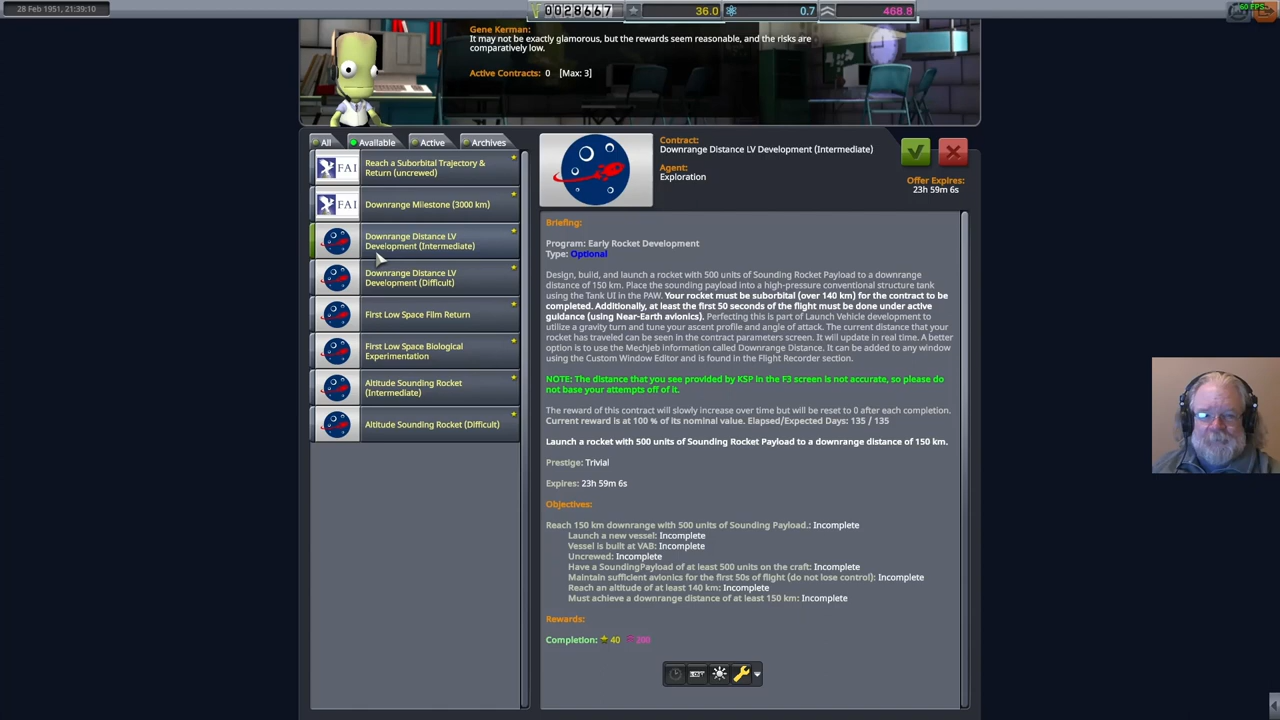 28 Feb 1951, 21:39:10
0028667
36.0
0.7
468.8
60 FPS
Gene Kerman:
It may not be exactly glamorous, but the rewards seem reasonable, and the risks are
comparatively low.
Active Contracts: 0 [Max: 3]
All
Available
Active
Archives
FAI
Reach a Suborbital Trajectory &
Return (uncrewed)
FAI
Downrange Milestone (3000 km)
Downrange Distance LV
Development (Intermediate)
Downrange Distance LV
Development (Difficult)
First Low Space Film Return
First Low Space Biological
Experimentation
Altitude Sounding Rocket
(Intermediate)
Altitude Sounding Rocket (Difficult)
Contract:
Downrange Distance LV Development (Intermediate)
Agent:
Exploration
Offer Expires:
23h 59m 6s
Briefing:
Program: Early Rocket Development
Type: Optional
Design, build, and launch a rocket with 500 units of Sounding Rocket Payload to a downrange
distance of 150 km. Place the sounding payload into a high-pressure conventional structure tank
using the Tank UI in the PAW. Your rocket must be suborbital (over 140 km) for the contract to be
completed. Additionally, at least the first 50 seconds of the flight must be done under active
guidance (using Near-Earth avionics). Perfecting this is part of Launch Vehicle development to
utilize a gravity turn and tune your ascent profile and angle of attack. The current distance that your
rocket has traveled can be seen in the contract parameters screen. It will update in real time. A better
option is to use the MechJeb information called Downrange Distance. It can be added to any window
using the Custom Window Editor and is found in the Flight Recorder section.
NOTE: The distance that you see provided by KSP in the F3 screen is not accurate, so please do
not base your attempts off of it.
The reward of this contract will slowly increase over time but will be reset to 0 after each completion.
Current reward is at 100 % of its nominal value. Elapsed/Expected Days: 135 / 135
Launch a rocket with 500 units of Sounding Rocket Payload to a downrange distance of 150 km.
Prestige: Trivial
Expires: 23h 59m 6s
Objectives:
Reach 150 km downrange with 500 units of Sounding Payload.: Incomplete
Launch a new vessel: Incomplete
Vessel is built at VAB: Incomplete
Uncrewed: Incomplete
Have a SoundingPayload of at least 500 units on the craft: Incomplete
Maintain sufficient avionics for the first 50s of flight (do not lose control): Incomplete
Reach an altitude of at least 140 km: Incomplete
Must achieve a downrange distance of at least 150 km: Incomplete
Rewards:
Completion: 40 200